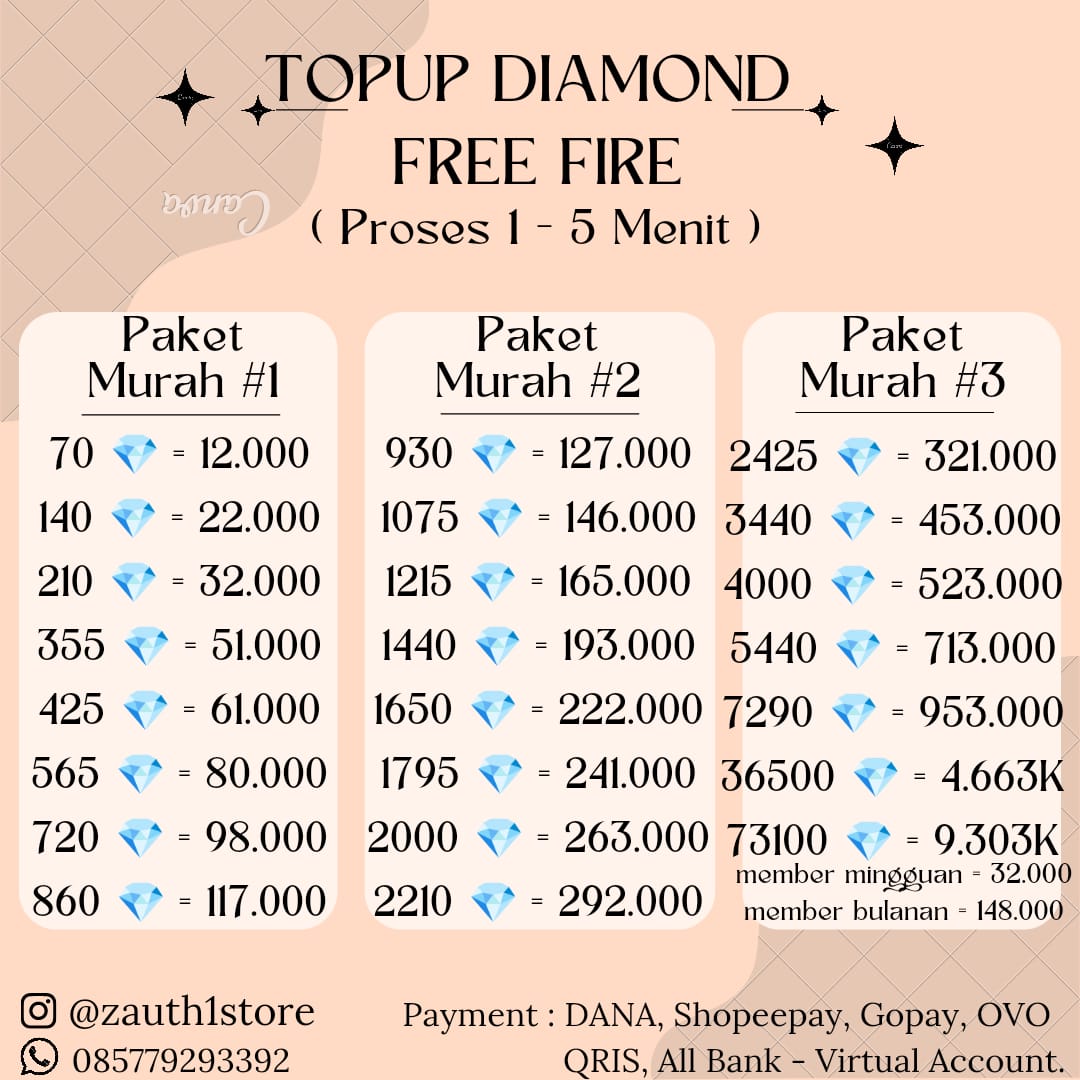 TOPUP DIAMOND
FREE FIRE
( Proses 1 - 5 Menit )
Canva
Paket
Murah #1
70 💎 = 12.000
140 💎 = 22.000
210 💎 = 32.000
355 💎 = 51.000
425 💎 = 61.000
565 💎 = 80.000
720 💎 = 98.000
860 💎 = 117.000
Paket
Murah #2
930 💎 = 127.000
1075 💎 = 146.000
1215 💎 = 165.000
1440 💎 = 193.000
1650 💎 = 222.000
1795 💎 = 241.000
2000 💎 = 263.000
2210 💎 = 292.000
Paket
Murah #3
2425 💎 = 321.000
3440 💎 = 453.000
4000 💎 = 523.000
5440 💎 = 713.000
7290 💎 = 953.000
36500 💎 = 4.663K
73100 💎 = 9.303K
member mingguan = 32.000
member bulanan = 148.000
@zauth1store
085779293392
Payment : DANA, Shopeepay, Gopay, OVO
QRIS, All Bank - Virtual Account.